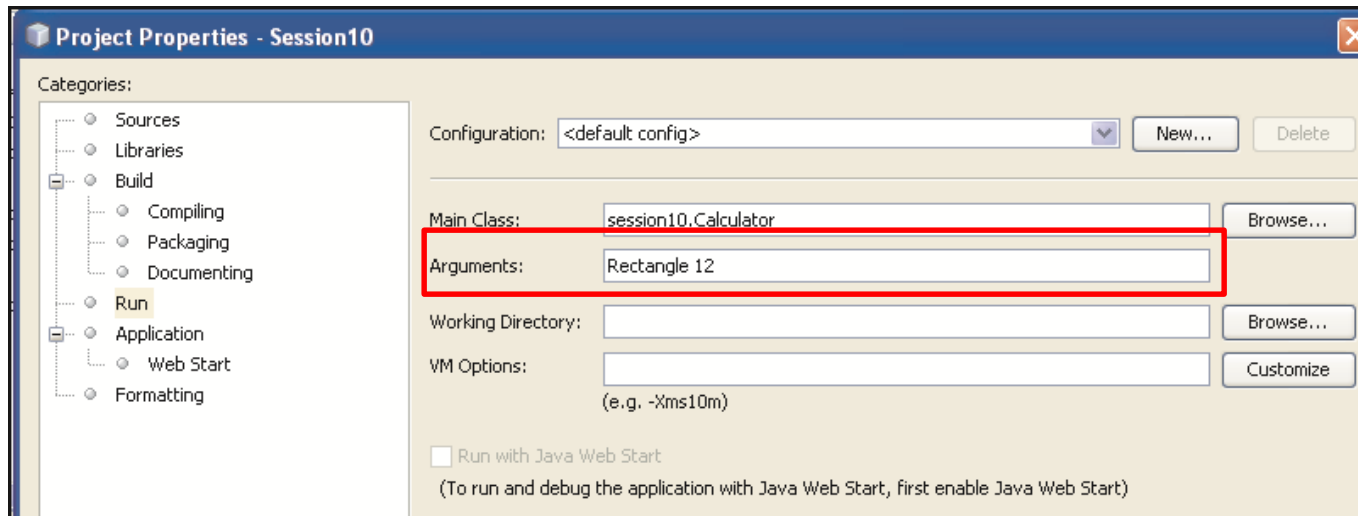 Project Properties - Session10
Categories:
Sources
Libraries
Build
Compiling
Packaging
Documenting
Run
Application
Web Start
Formatting
Configuration: <default config> New... Delete
Main Class: session10.Calculator Browse...
Arguments: Rectangle 12
Working Directory: Browse...
VM Options: Customize
(e.g. -Xms10m)
Run with Java Web Start
(To run and debug the application with Java Web Start, first enable Java Web Start)